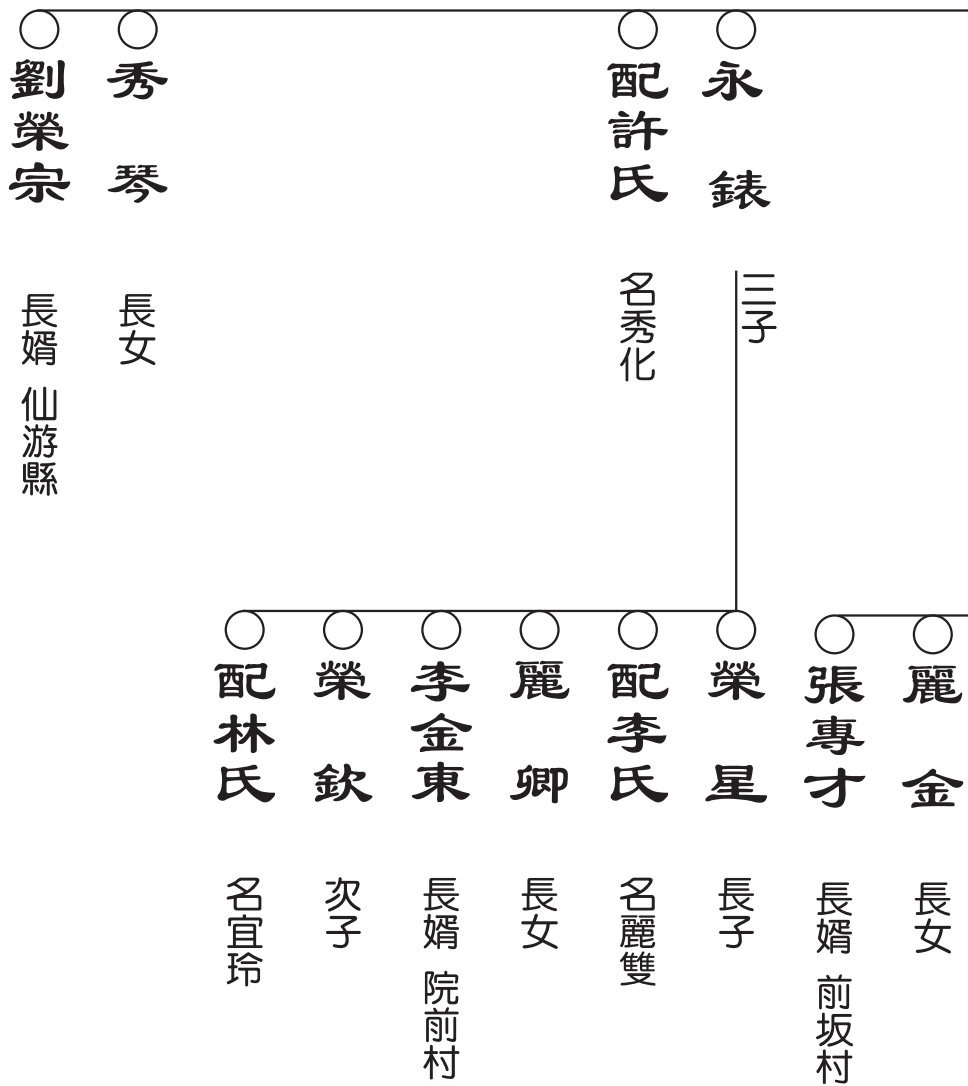 永錶
三子
配許氏
名秀化
秀琴
長女
劉榮宗
長婿 仙游縣
麗金
長女
張專才
長婿 前坂村
榮星
長子
配李氏
名麗雙
麗卿
長女
李金東
長婿 院前村
榮欽
次子
配林氏
名宜玲